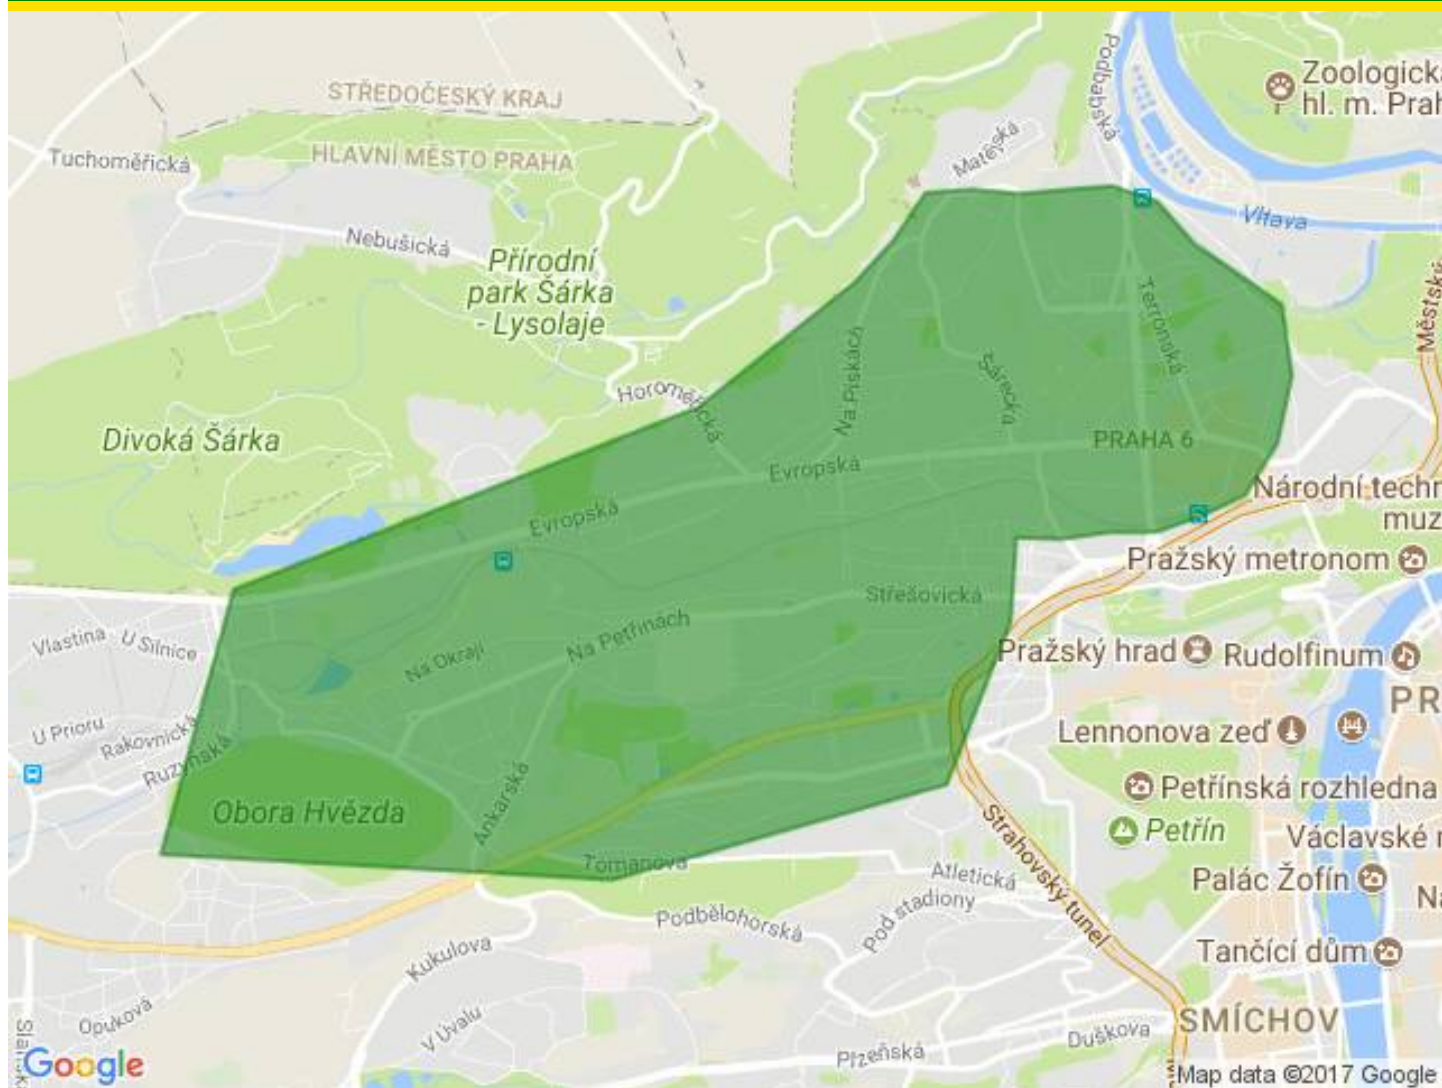 Podbabská
Zoologick
hl. m. Prah
STŘEDOČESKÝ KRAJ
HLAVNÍ MĚSTO PRAHA
Tuchoměřická
Matějská
Vltava
Nebušická
Přírodní
park Šárka
- Lysolaje
Terronská
Městský
Na Pískách
Šárecká
Horoměřická
Divoká Šárka
PRAHA 6
Evropská
Národní techn
muz
Evropská
Pražský metronom
Střešovická
Vlastina
U Silnice
Na Petřinách
Na Okraji
Pražský hrad
Rudolfinum
PR
U Prioru
Rakovnická
Ruzyňská
Lennonova zeď
Petřínská rozhledna
Obora Hvězda
Ankarská
Strahovský tunel
Petřín
Václavské n
Tomanova
Atletická
Palác Žofín
Na
Pod stadiony
Podbělohorská
Kukulova
Tančící dům
Opuková
V Úvalu
Duškova
SMÍCHOV
Plzeňská
Google
Map data ©2017 Google